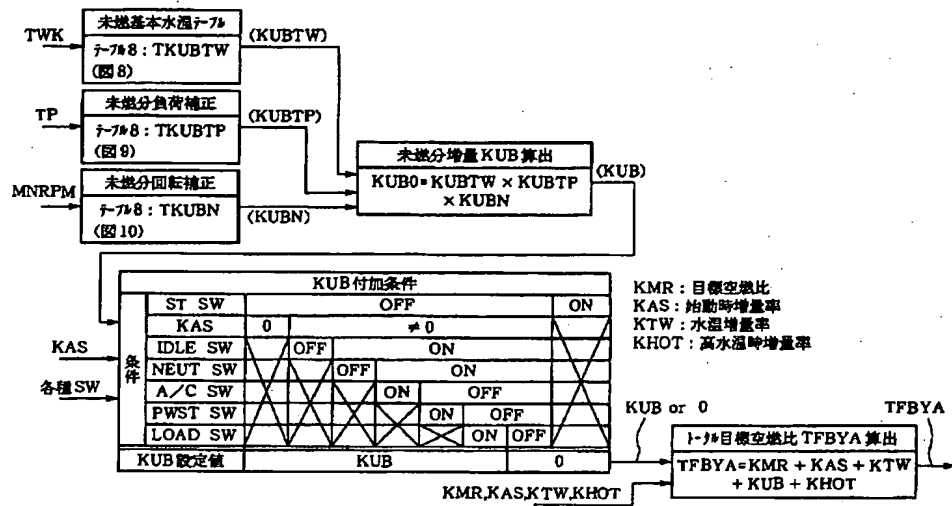 未燃基本水温テーブル
TWK
テーブル8：TKUBTW
(図8)
(KUBTW)
未燃分負荷補正
TP
テーブル8：TKUBTP
(図9)
(KUBTP)
未燃分回転補正
MNRPM
テーブル8：TKUBN
(図10)
(KUBN)
未燃分増量KUB算出
KUB0=KUBTW × KUBTP
× KUBN
(KUB)
KUB付加条件
条件
ST SW OFF ON
KAS 0 ≠0
IDLE SW OFF ON
NEUT SW OFF ON
A／C SW ON OFF
PWST SW ON OFF
LOAD SW ON OFF
KUB設定値 KUB 0
KAS
各種SW
KMR：目標空燃比
KAS：始動時増量率
KTW：水温増量率
KHOT：高水温時増量率
KUB or 0
TFBYA
トータル目標空燃比TFBYA算出
TFBYA=KMR + KAS + KTW
+ KUB + KHOT
KMR,KAS,KTW,KHOT